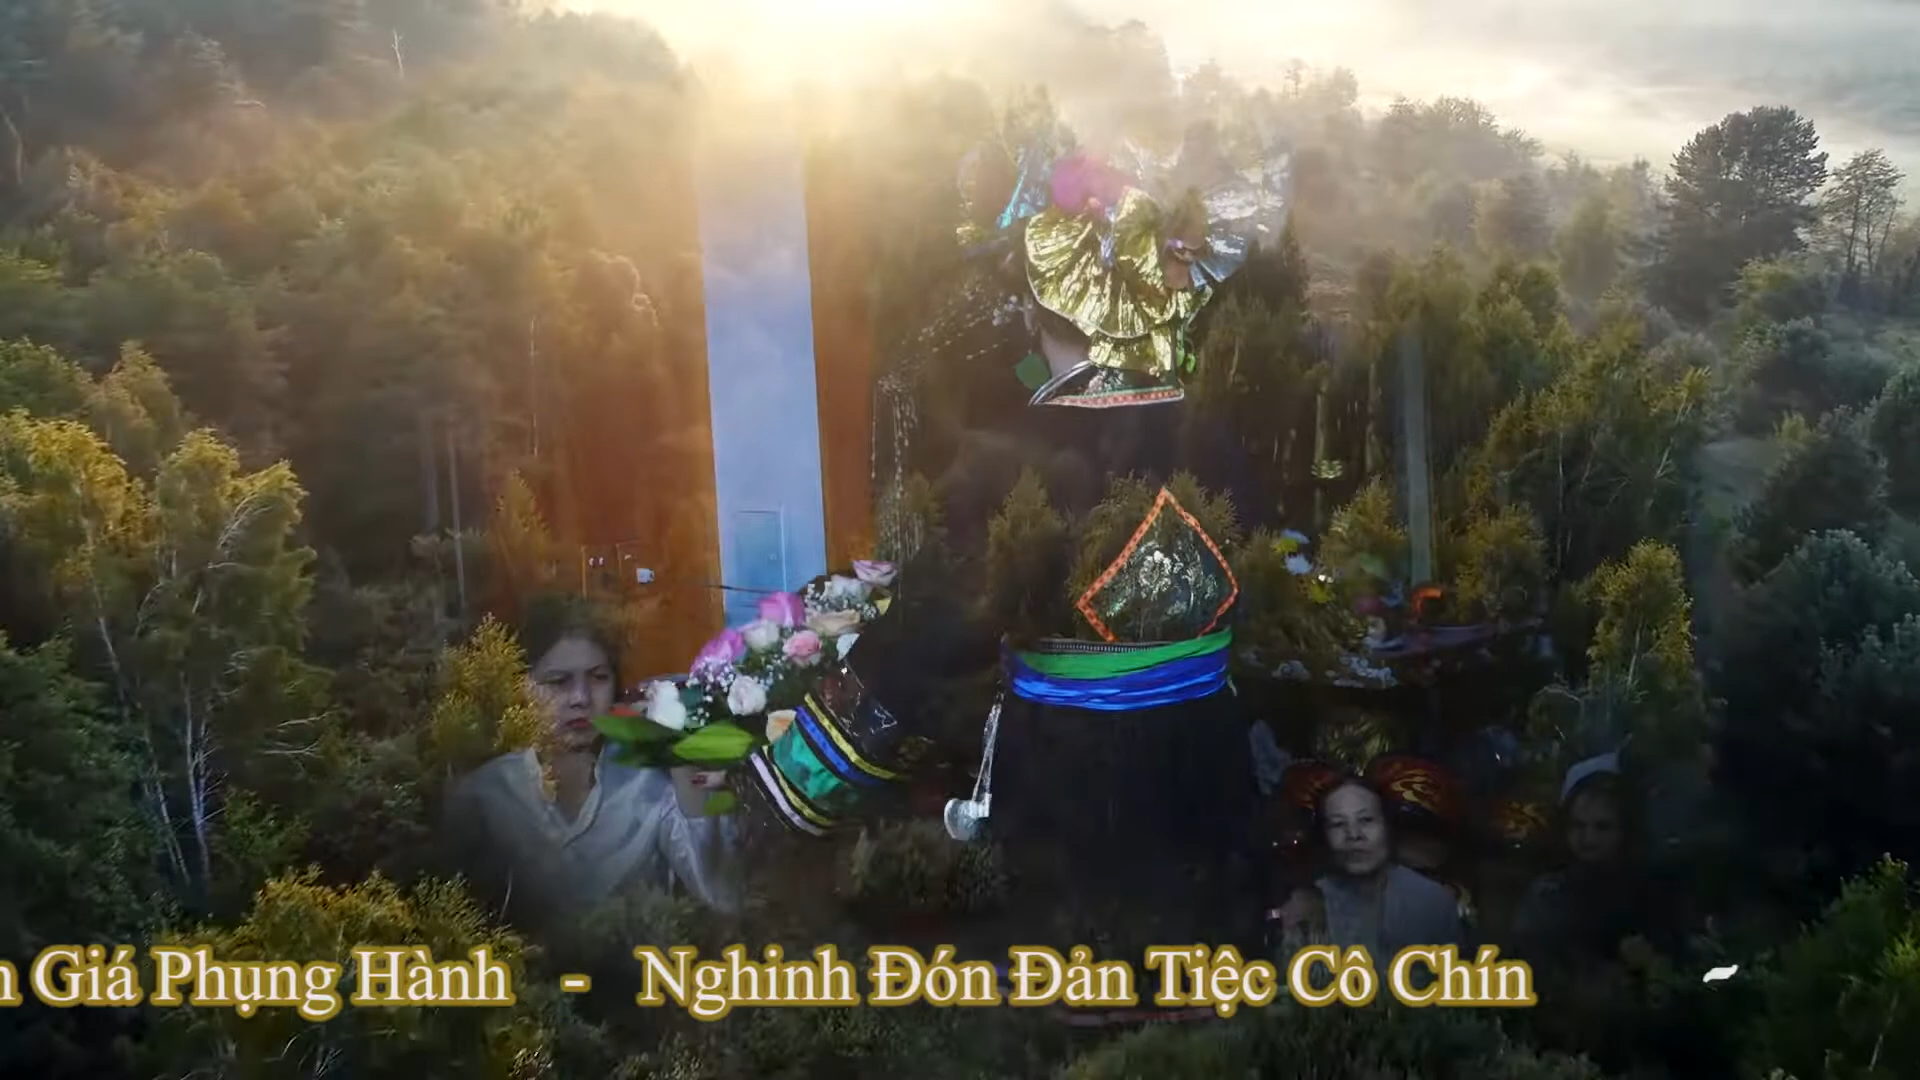 Giá Phụng Hành - Nghinh Đón Đản Tiệc Cô Chín